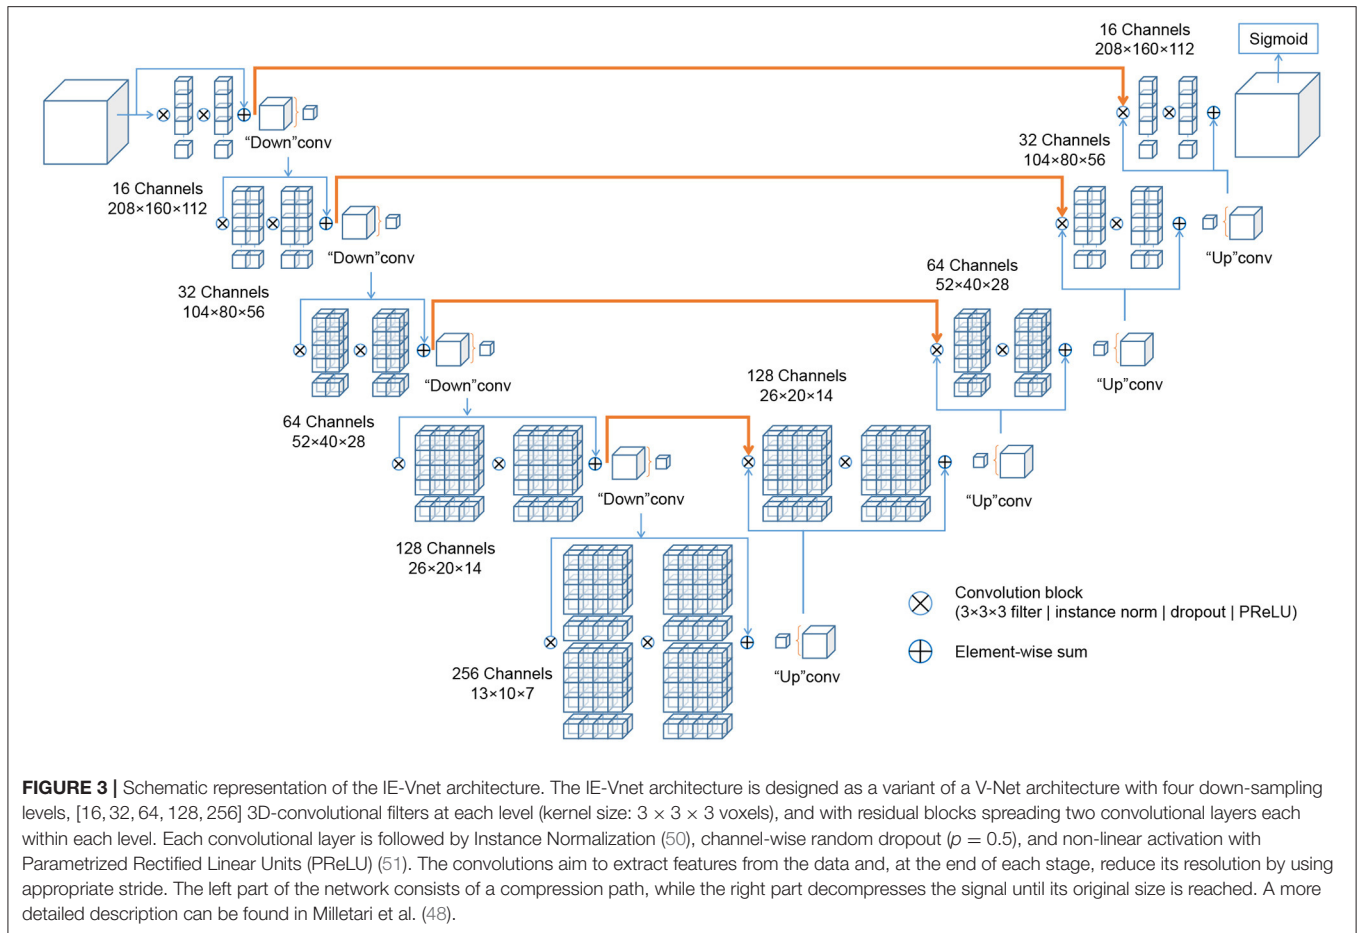 16 Channels
208×160×112
Sigmoid
"Down"conv
32 Channels
104×80×56
16 Channels
208×160×112
"Down"conv
"Up"conv
64 Channels
52×40×28
32 Channels
104×80×56
"Down"conv
"Up"conv
128 Channels
26×20×14
64 Channels
52×40×28
"Down"conv
"Up"conv
128 Channels
26×20×14
Convolution block
(3×3×3 filter | instance norm | dropout | PReLU)
Element-wise sum
256 Channels
13×10×7
"Up"conv
FIGURE 3 | Schematic representation of the IE-Vnet architecture. The IE-Vnet architecture is designed as a variant of a V-Net architecture with four down-sampling
levels, [16, 32, 64, 128, 256] 3D-convolutional filters at each level (kernel size: 3 × 3 × 3 voxels), and with residual blocks spreading two convolutional layers each
within each level. Each convolutional layer is followed by Instance Normalization (50), channel-wise random dropout (p = 0.5), and non-linear activation with
Parametrized Rectified Linear Units (PReLU) (51). The convolutions aim to extract features from the data and, at the end of each stage, reduce its resolution by using
appropriate stride. The left part of the network consists of a compression path, while the right part decompresses the signal until its original size is reached. A more
detailed description can be found in Milletari et al. (48).